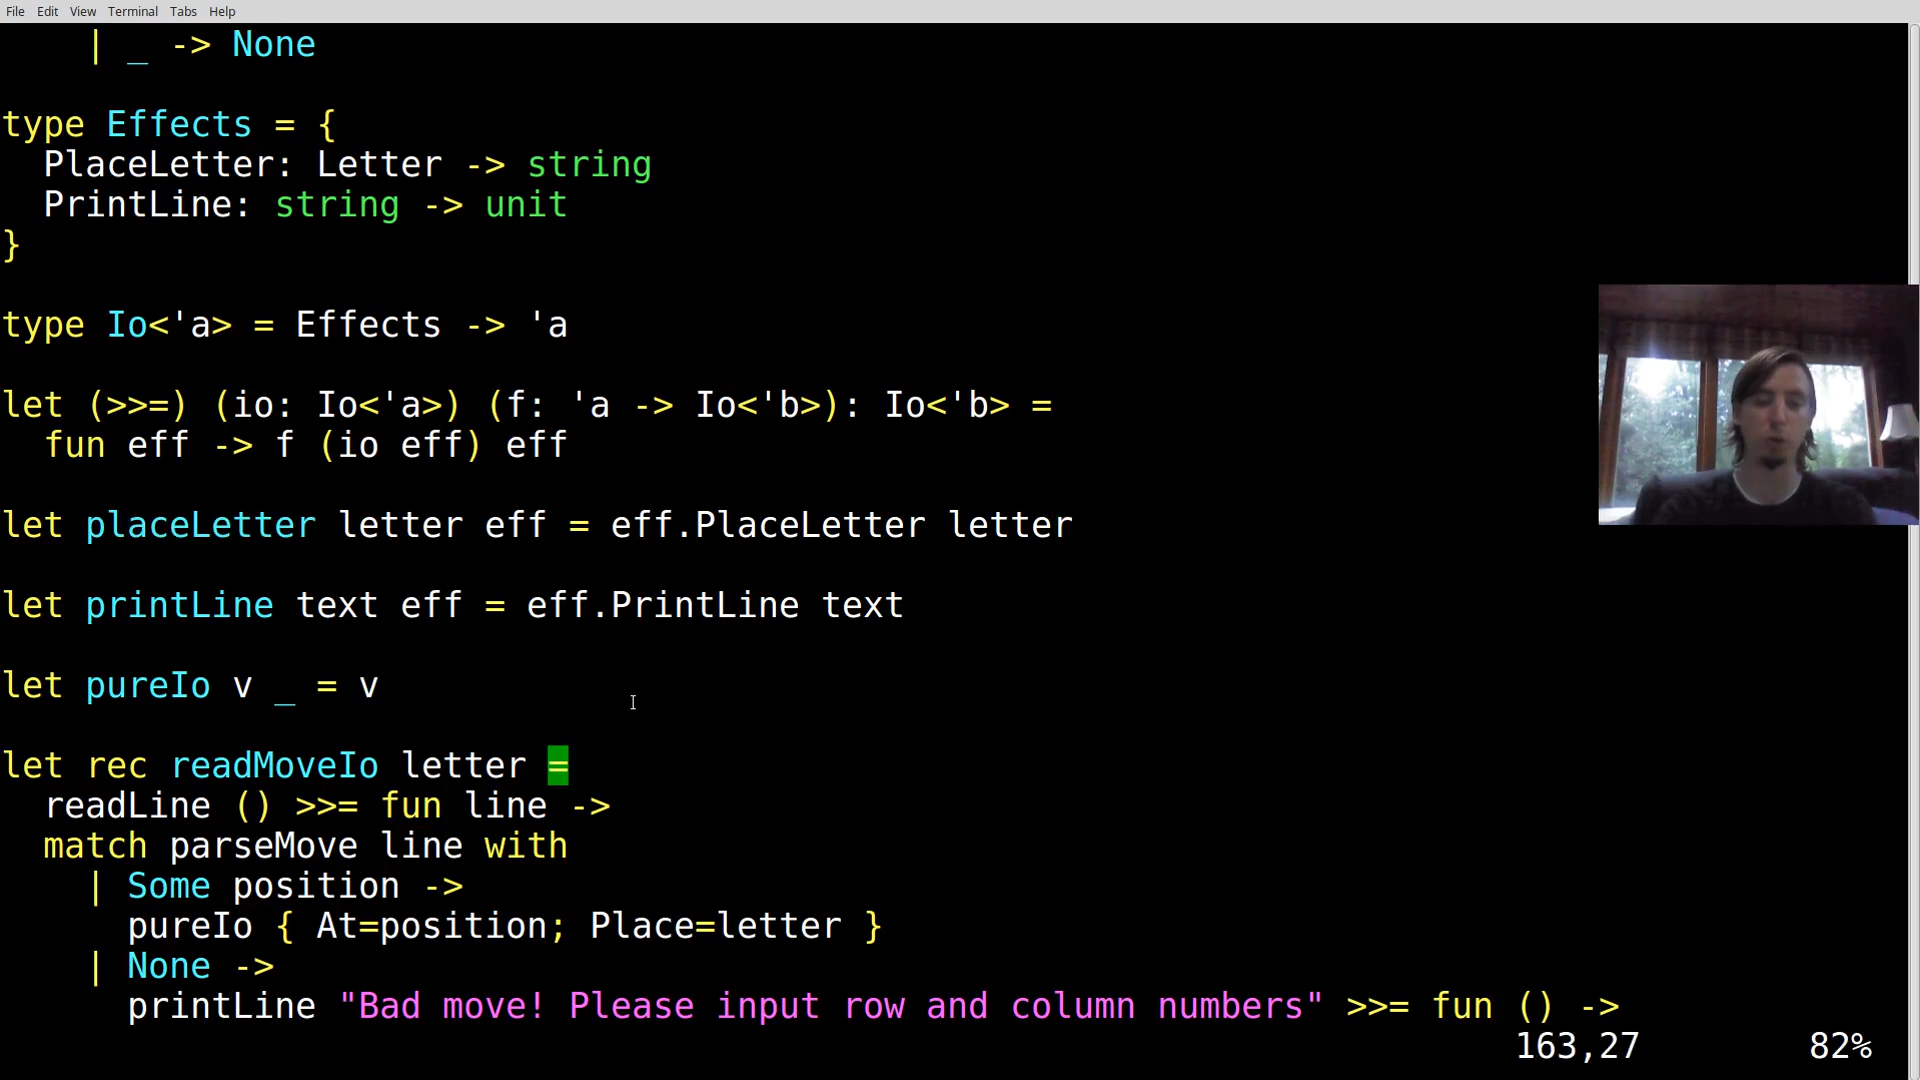 File Edit View Terminal Tabs Help
| _ -> None
type Effects = {
PlaceLetter: Letter -> string
PrintLine: string -> unit
}
type Io<'a> = Effects -> 'a
let (>>=) (io: Io<'a>) (f: 'a -> Io<'b>): Io<'b> =
fun eff -> f (io eff) eff
let placeLetter letter eff = eff.PlaceLetter letter
let printLine text eff = eff.PrintLine text
let pureIo v _ = v
let rec readMoveIo letter =
readLine () >>= fun line ->
match parseMove line with
| Some position ->
pureIo { At=position; Place=letter }
| None ->
printLine "Bad move! Please input row and column numbers" >>= fun () ->
163,27 82%